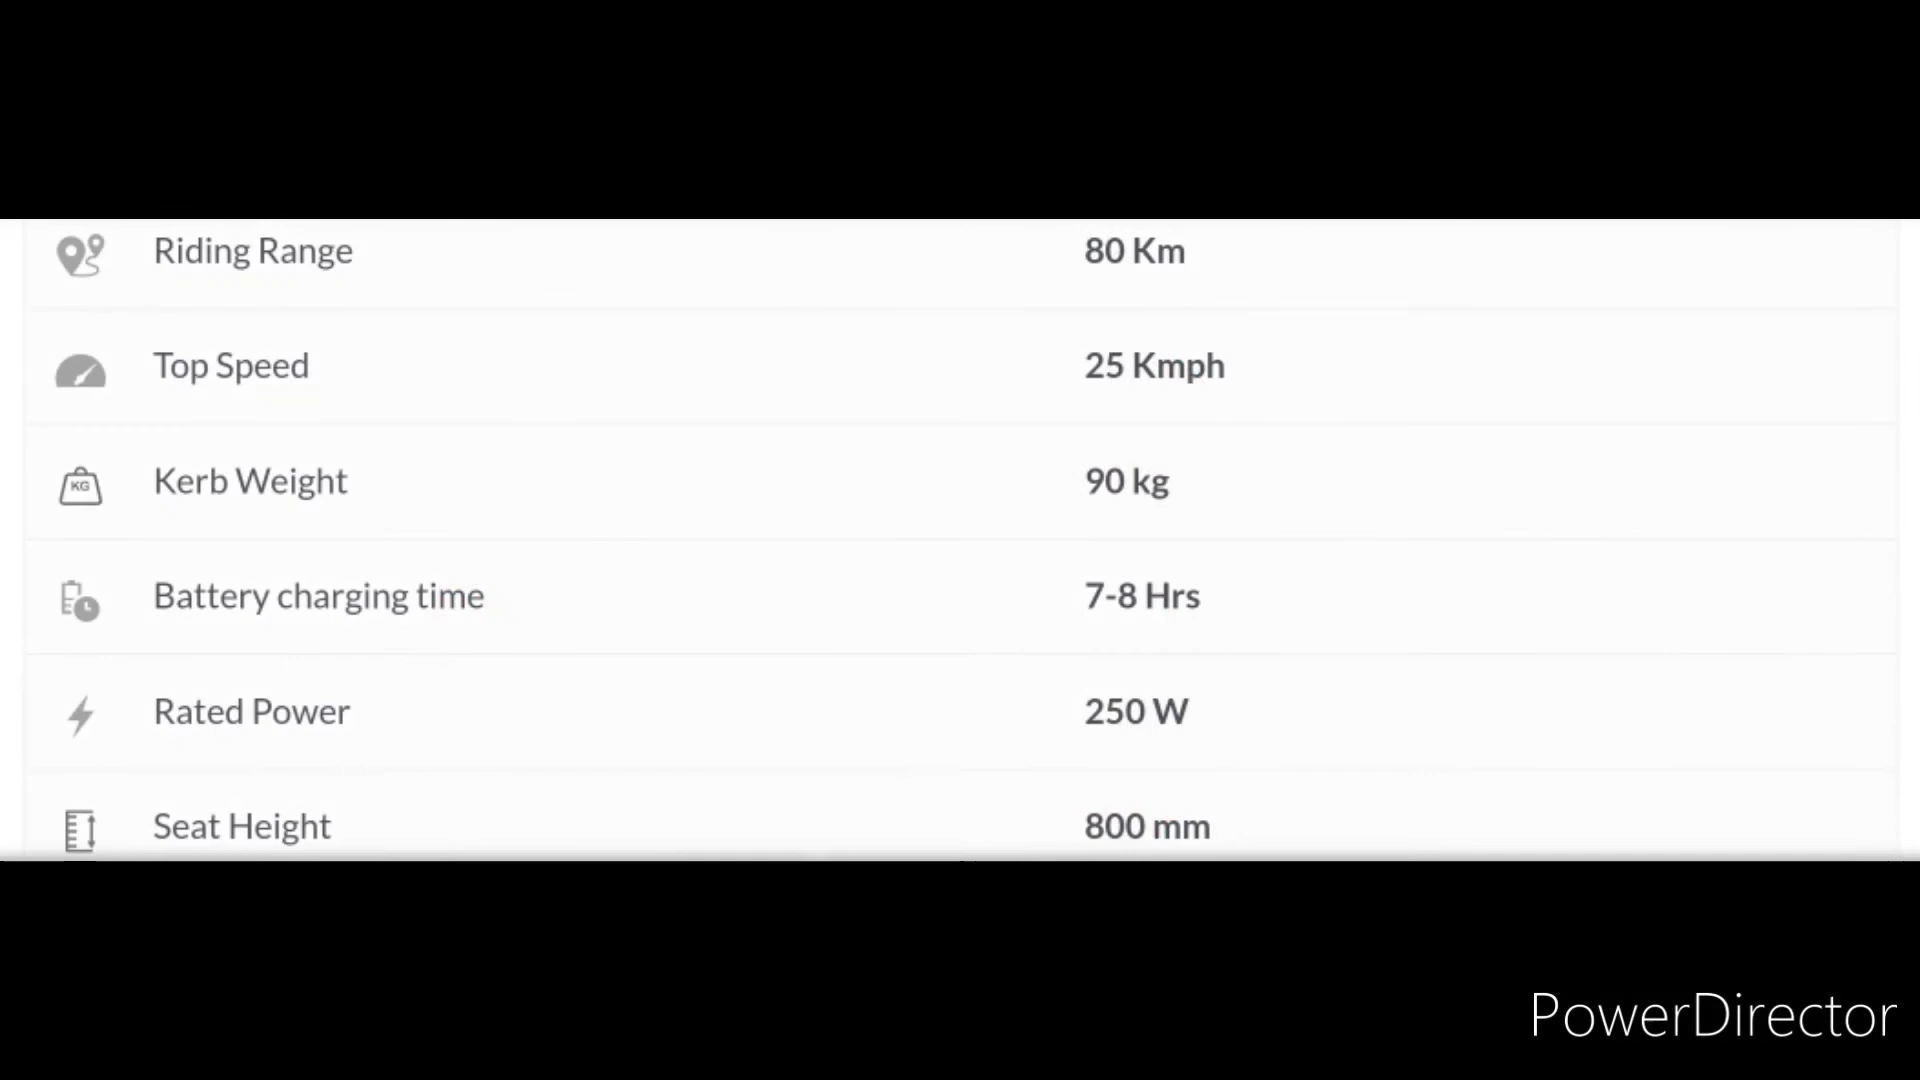 Riding Range 80 Km
Top Speed 25 Kmph
KG Kerb Weight 90 kg
Battery charging time 7-8 Hrs
Rated Power 250 W
Seat Height 800 mm
PowerDirector